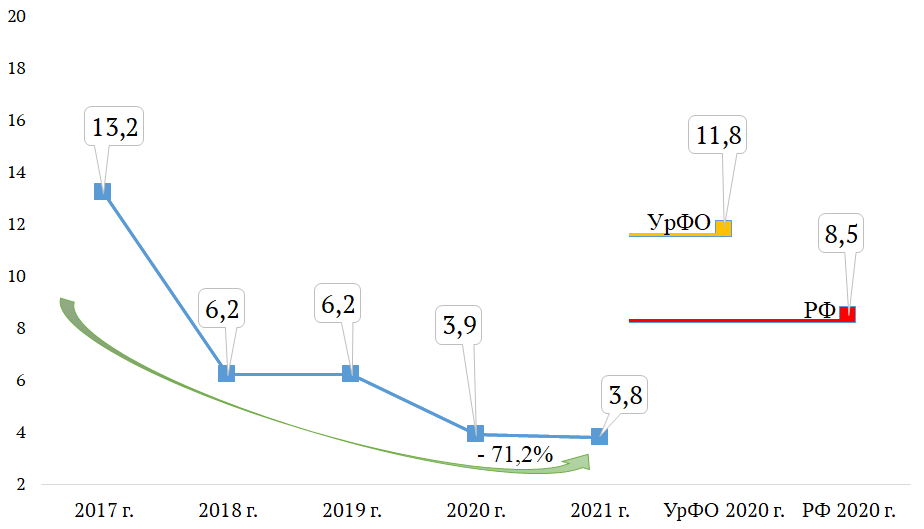 20
18
16
14
12
10
8
6
4
2
13,2
6,2
6,2
3,9
3,8
- 71,2%
11,8
УрФО
8,5
РФ
2017 г.
2018 г.
2019 г.
2020 г.
2021 г.
УрФО 2020 г.
РФ 2020 г.